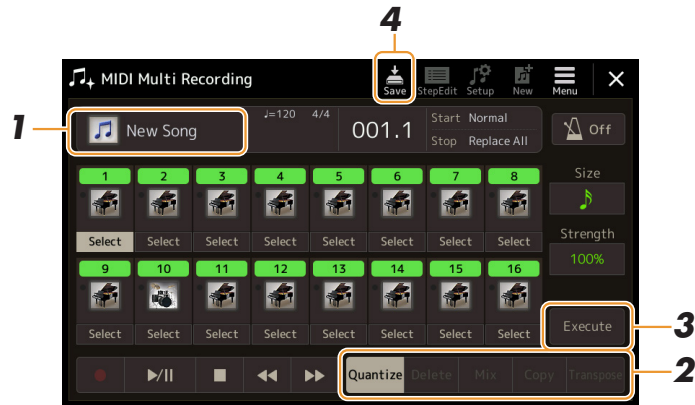 4
MIDI Multi Recording
Save StepEdit Setup New Menu
1
New Song
♩=120 4/4
001.1
Start Normal
Stop Replace All
Off
1 2 3 4 5 6 7 8
Size
Select Select Select Select Select Select Select Select
Strength
100%
9 10 11 12 13 14 15 16
Select Select Select Select Select Select Select Select
Execute
3
Quantize Delete Mix Copy Transpose
2